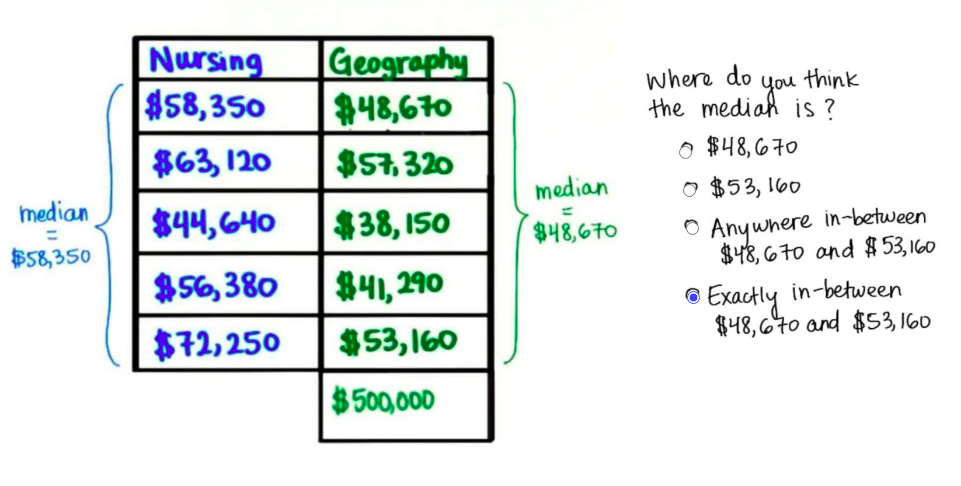 Nursing Geography
$58,350 $48,670
$63,120 $57,320
$44,640 $38,150
$56,380 $41,290
$72,250 $53,160
$500,000
median
=
$58,350
median
=
$48,670
Where do you think
the median is?
$48,670
$53,160
Anywhere in-between
$48,670 and $53,160
Exactly in-between
$48,670 and $53,160